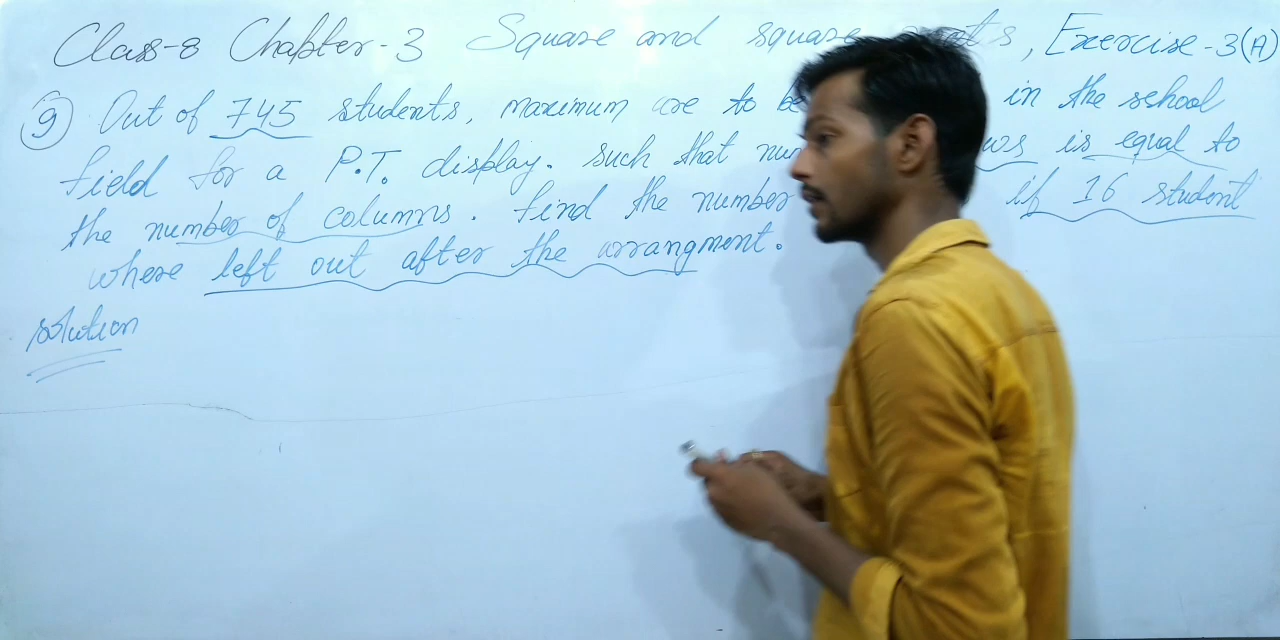 Class-8 Chapter-3 Square and square, Exercise-3(A)
9 Out of 745 students, maximum are to be in the school
field for a P.T. display. such that is equal to
the number of columns. find the number if 16 student
where left out after the arrangment.
solution